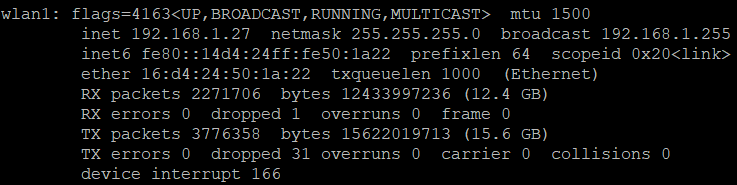 wlan1: flags=4163<UP,BROADCAST,RUNNING,MULTICAST>  mtu 1500
        inet 192.168.1.27  netmask 255.255.255.0  broadcast 192.168.1.255
        inet6 fe80::14d4:24ff:fe50:1a22  prefixlen 64  scopeid 0x20<link>
        ether 16:d4:24:50:1a:22  txqueuelen 1000  (Ethernet)
        RX packets 2271706  bytes 12433997236 (12.4 GB)
        RX errors 0  dropped 1  overruns 0  frame 0
        TX packets 3776358  bytes 15622019713 (15.6 GB)
        TX errors 0  dropped 31 overruns 0  carrier 0  collisions 0
        device interrupt 166